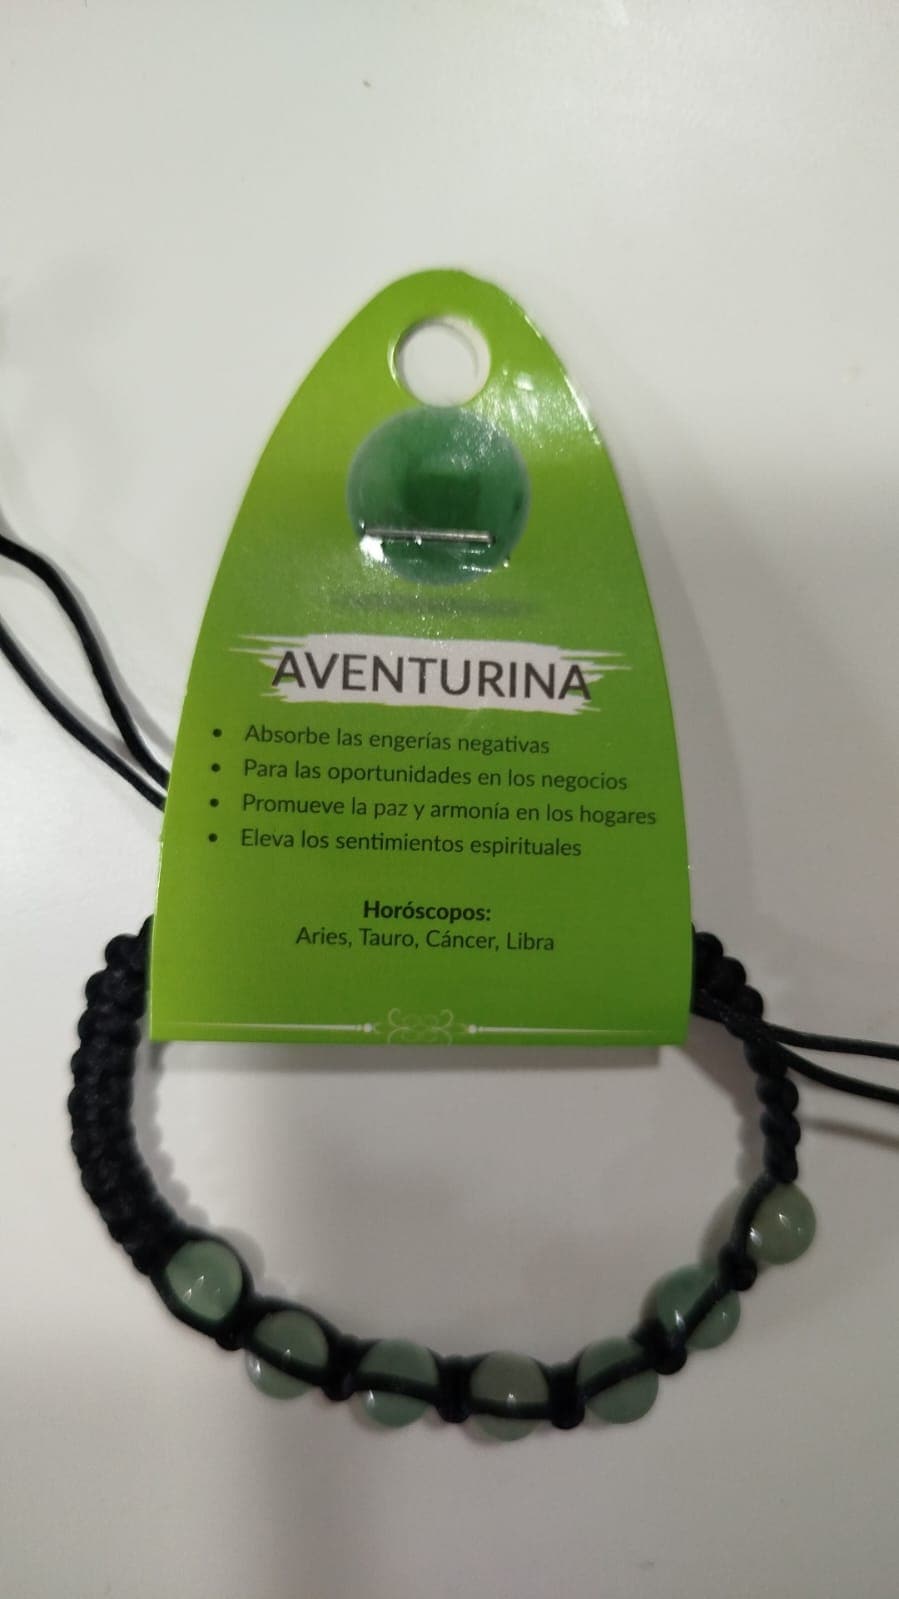 AVENTURINA
• Absorbe las engerías negativas
• Para las oportunidades en los negocios
• Promueve la paz y armonía en los hogares
• Eleva los sentimientos espirituales
Horóscopos:
Aries, Tauro, Cáncer, Libra